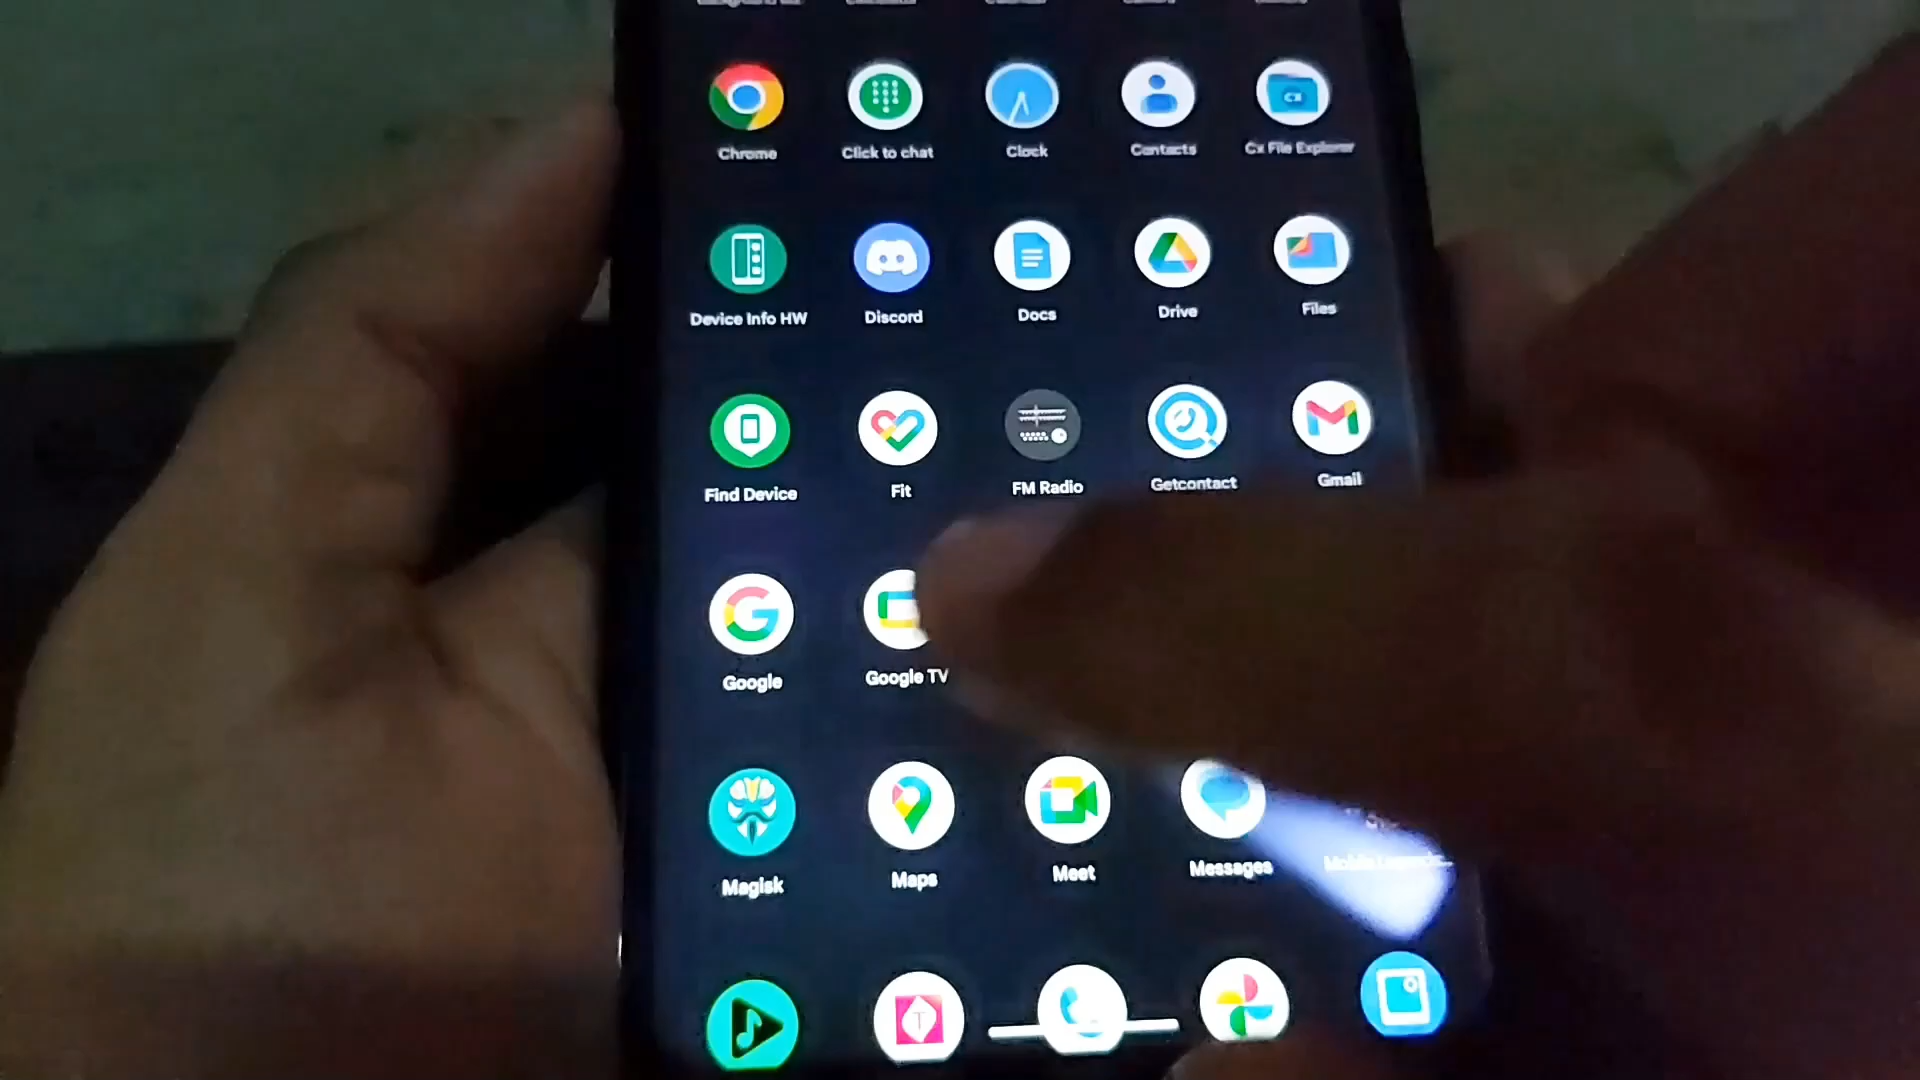 Chrome Click to chat Clock Contacts Cx File Explorer
CX
Device Info HW Discord Docs Drive Files
Find Device Fit FM Radio Getcontact Gmail
Google Google TV
Magisk Maps Meet Messages
T